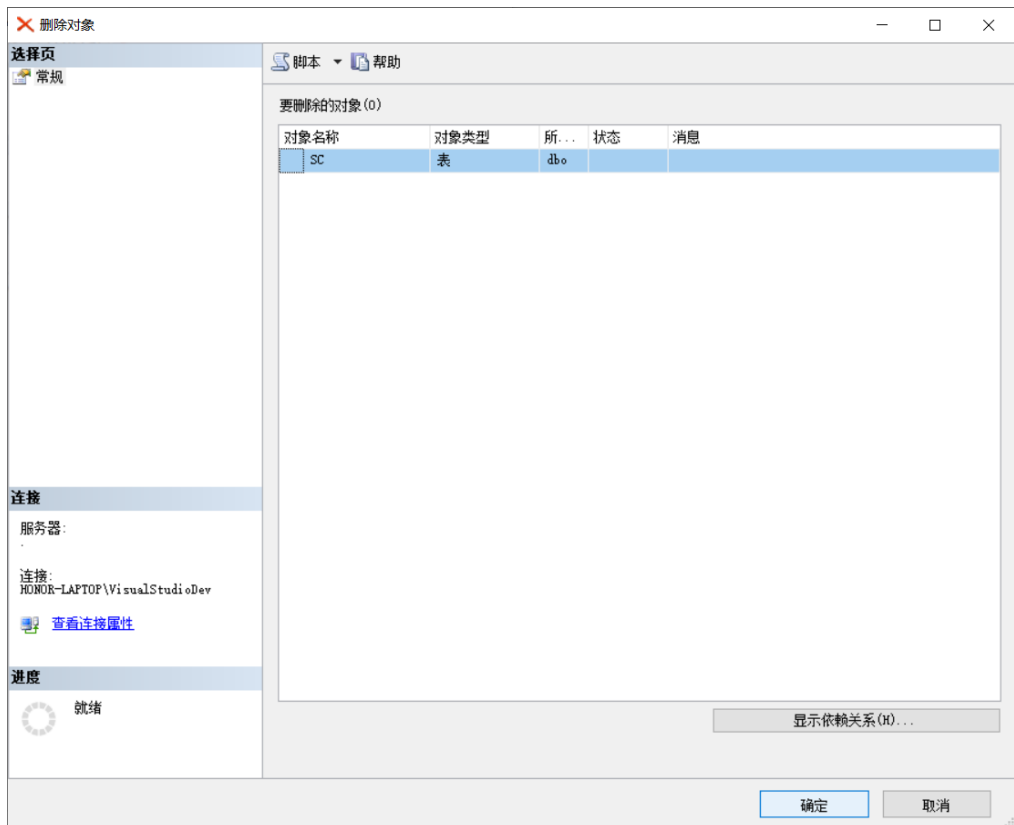 删除对象
选择页
常规
脚本 帮助
要删除的对象(O)
对象名称 对象类型 所... 状态 消息
SC 表 dbo
连接
服务器:
.
连接:
HONOR-LAPTOP\VisualStudioDev
查看连接属性
进度
就绪
显示依赖关系(H)...
确定 取消